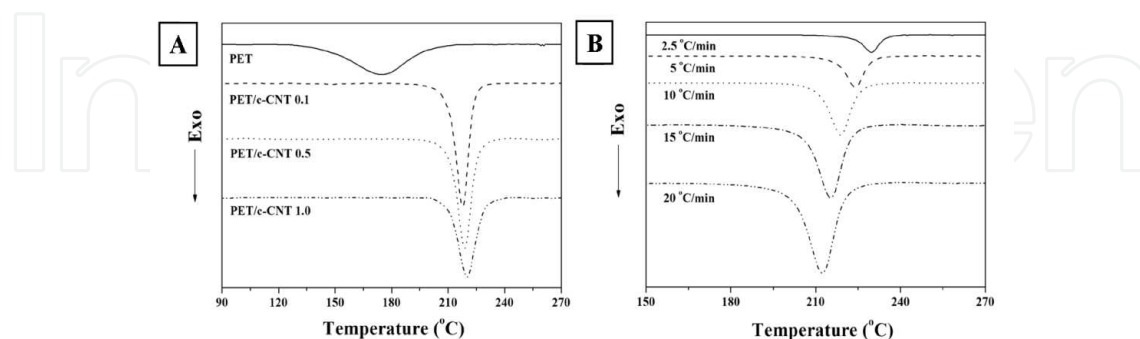 A
PET
PET/c-CNT 0.1
PET/c-CNT 0.5
PET/c-CNT 1.0
Exo
90 120 150 180 210 240 270
Temperature (°C)
B
2.5 °C/min
5 °C/min
10 °C/min
15 °C/min
20 °C/min
Exo
150 180 210 240 270
Temperature (°C)
In
en